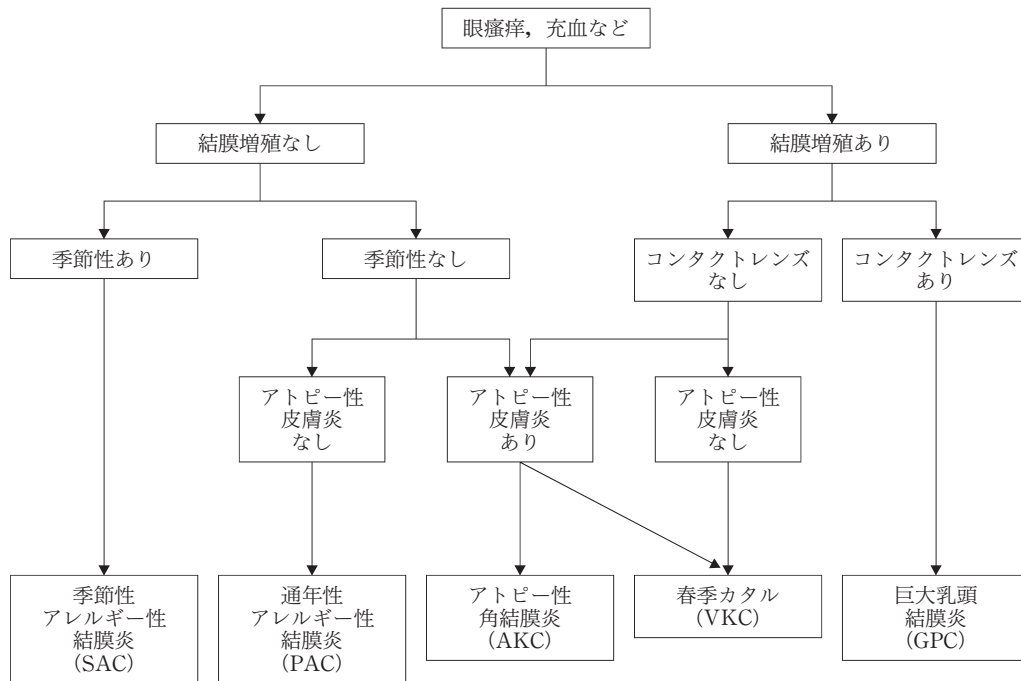 眼瘙痒，充血など
結膜増殖なし
結膜増殖あり
季節性あり
季節性なし
コンタクトレンズ
なし
コンタクトレンズ
あり
アトピー性
皮膚炎
なし
アトピー性
皮膚炎
あり
アトピー性
皮膚炎
なし
季節性
アレルギー性
結膜炎
（SAC）
通年性
アレルギー性
結膜炎
（PAC）
アトピー性
角結膜炎
（AKC）
春季カタル
（VKC）
巨大乳頭
結膜炎
（GPC）